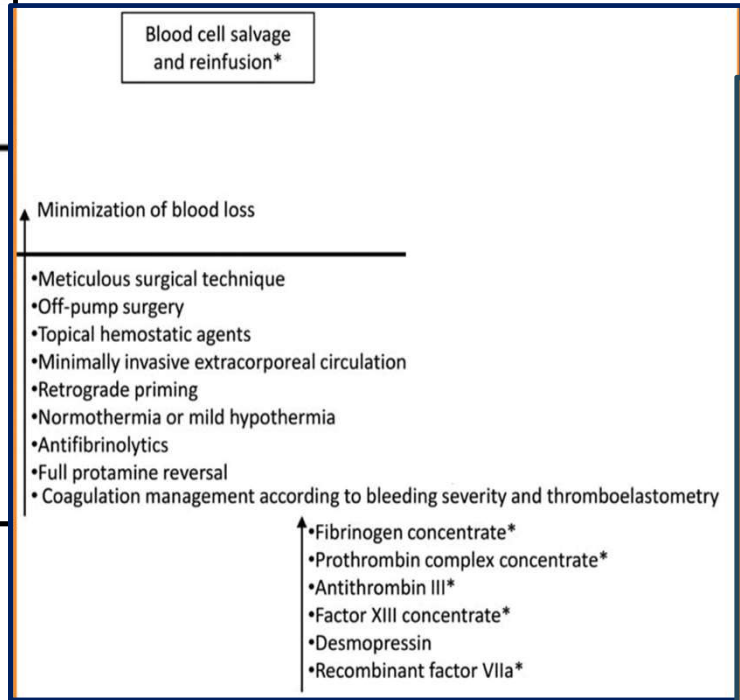 Blood cell salvage
and reinfusion*
Minimization of blood loss
•Meticulous surgical technique
•Off-pump surgery
•Topical hemostatic agents
•Minimally invasive extracorporeal circulation
•Retrograde priming
•Normothermia or mild hypothermia
•Antifibrinolytics
•Full protamine reversal
• Coagulation management according to bleeding severity and thromboelastometry
•Fibrinogen concentrate*
•Prothrombin complex concentrate*
•Antithrombin III*
•Factor XIII concentrate*
•Desmopressin
•Recombinant factor VIIa*